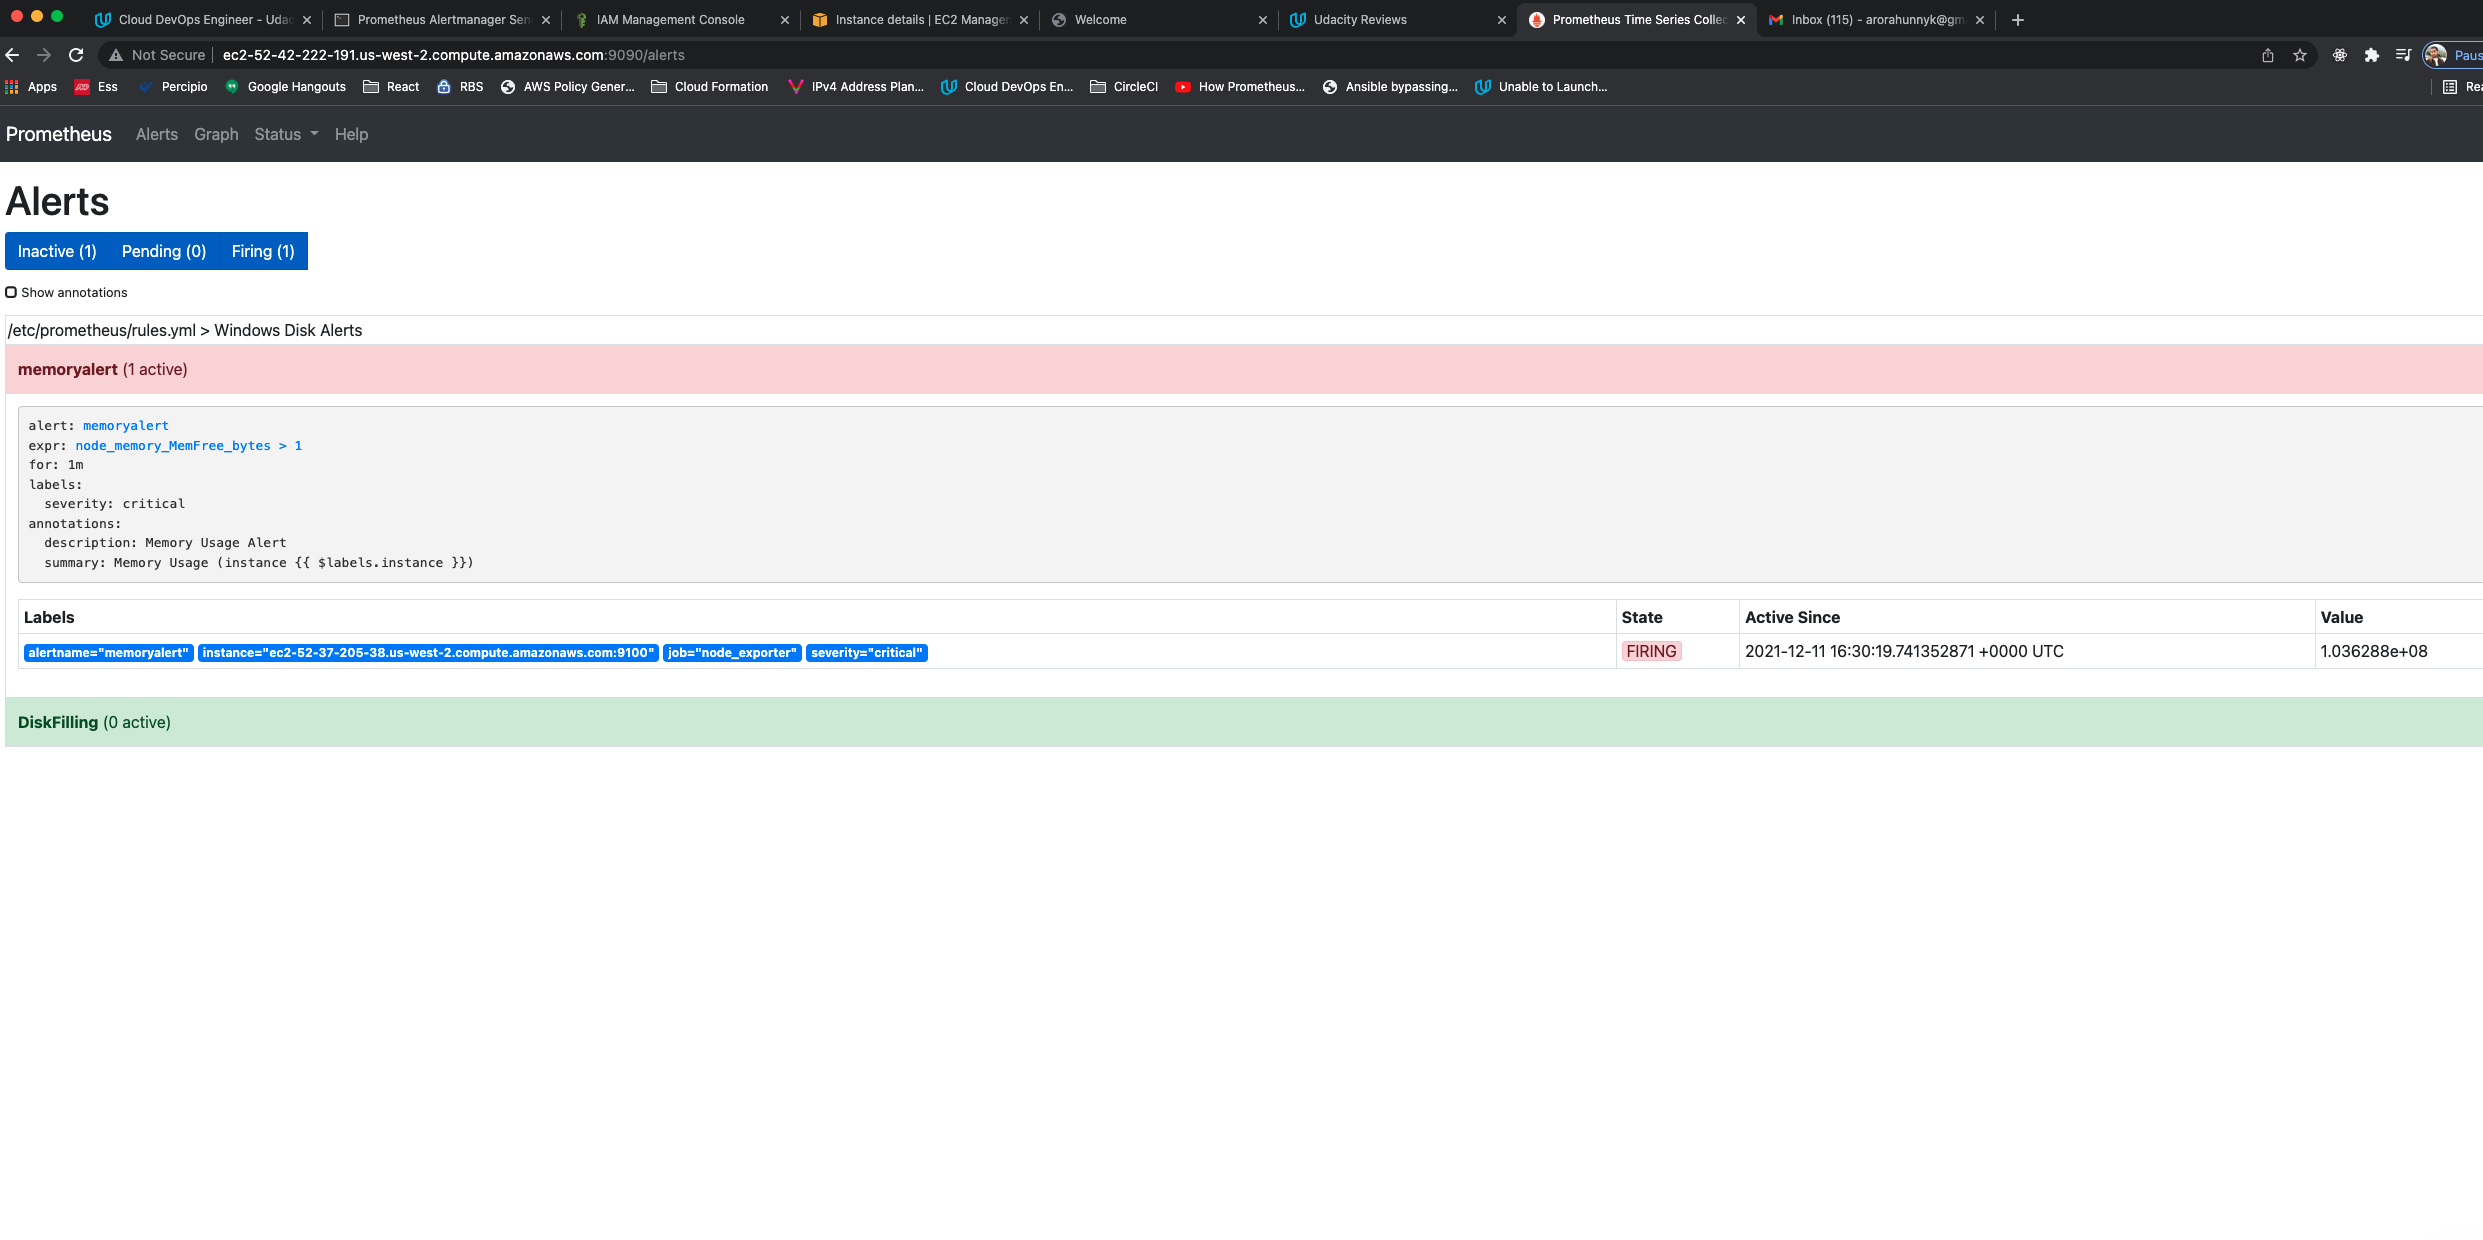 Cloud DevOps Engineer - Udac
Prometheus Alertmanager Sen
IAM Management Console
Instance details | EC2 Manager
Welcome
Udacity Reviews
Prometheus Time Series Collec
Inbox (115) - arorahunnyk@gm
Not Secure
ec2-52-42-222-191.us-west-2.compute.amazonaws.com:9090/alerts
Paus
Apps
Ess
Percipio
Google Hangouts
React
RBS
AWS Policy Gener...
Cloud Formation
IPv4 Address Plan...
Cloud DevOps En...
CircleCI
How Prometheus...
Ansible bypassing...
Unable to Launch...
Rea
Prometheus
Alerts
Graph
Status
Help
Alerts
Inactive (1)
Pending (0)
Firing (1)
Show annotations
/etc/prometheus/rules.yml > Windows Disk Alerts
memoryalert (1 active)
alert: memoryalert
expr: node_memory_MemFree_bytes > 1
for: 1m
labels:
severity: critical
annotations:
description: Memory Usage Alert
summary: Memory Usage (instance {{ $labels.instance }})
Labels State Active Since Value
alertname="memoryalert" instance="ec2-52-37-205-38.us-west-2.compute.amazonaws.com:9100" job="node_exporter" severity="critical" FIRING 2021-12-11 16:30:19.741352871 +0000 UTC 1.036288e+08
DiskFilling (0 active)